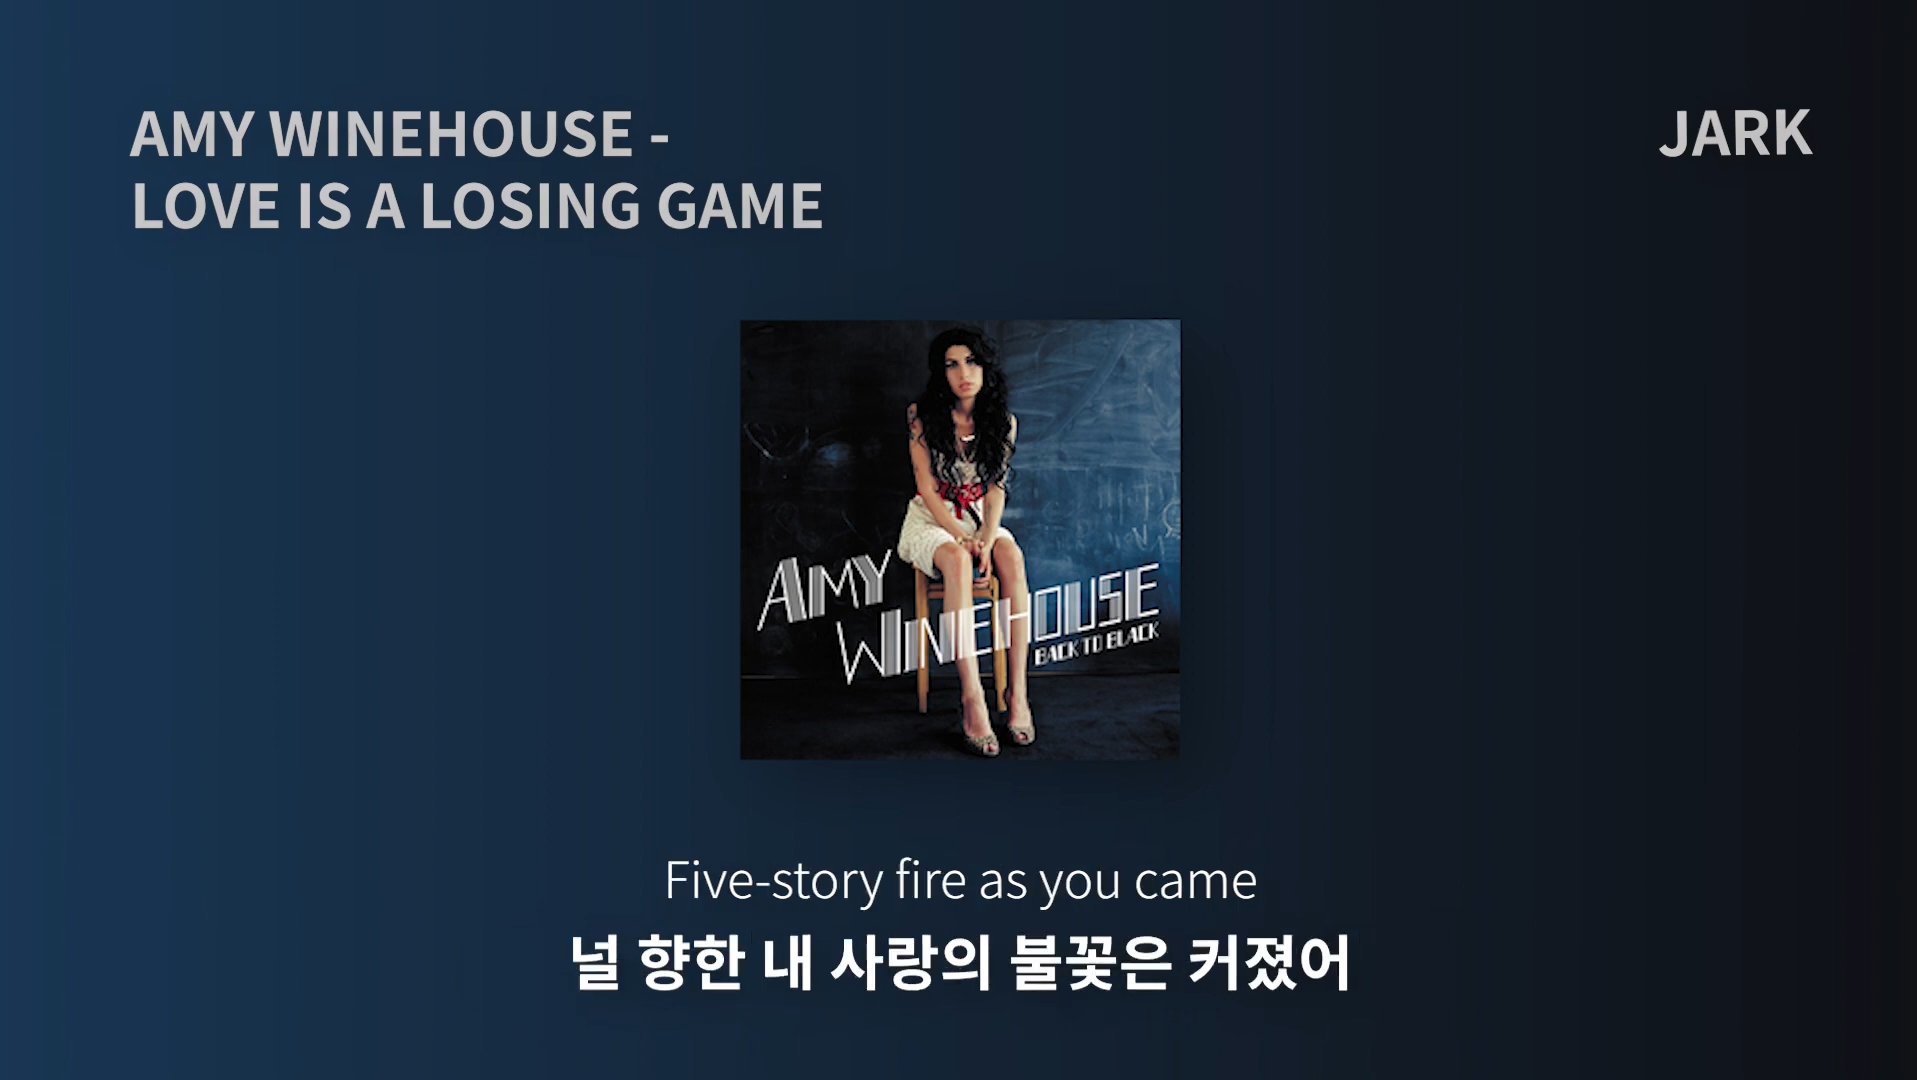 AMY WINEHOUSE -
LOVE IS A LOSING GAME
JARK
AMY
WINEHOUSE
BACK TO BLACK
Five-story fire as you came
널 향한 내 사랑의 불꽃은 커졌어